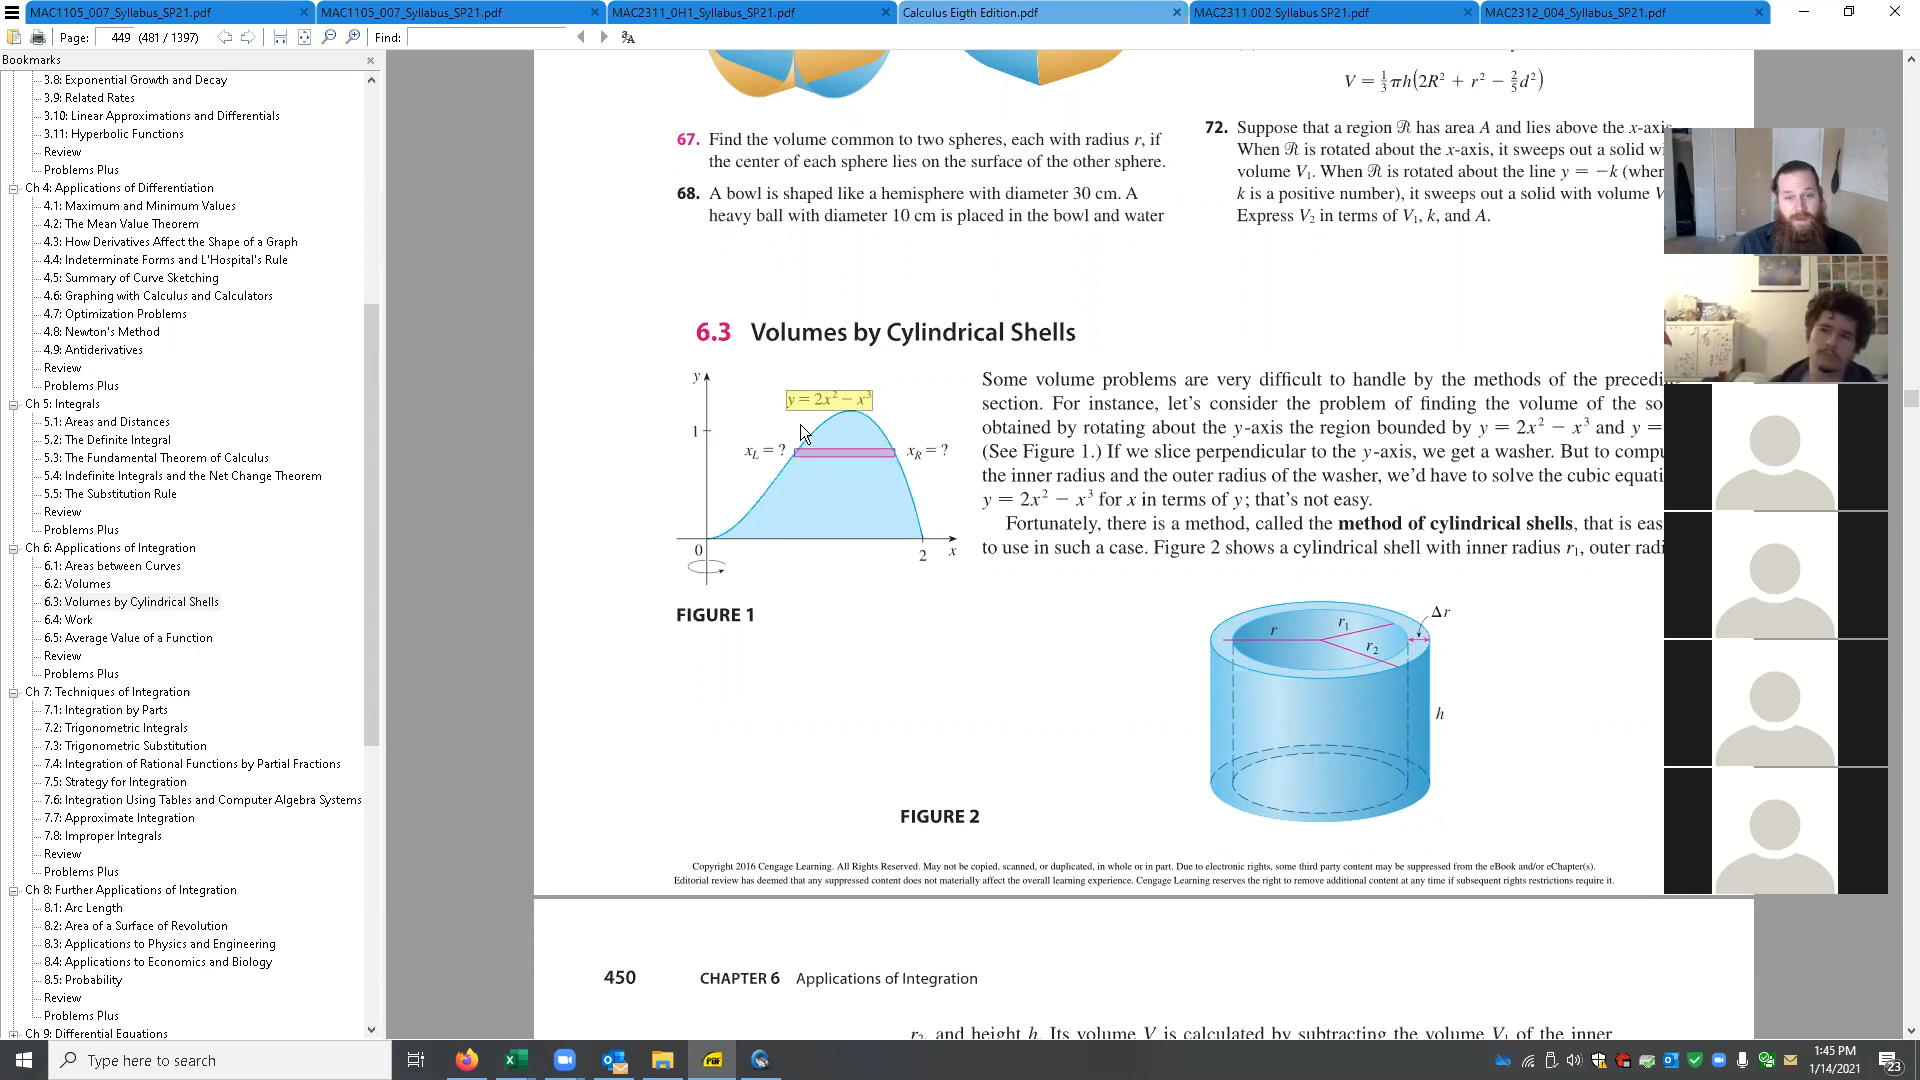 MAC1105_007_Syllabus_SP21.pdf
MAC1105_007_Syllabus_SP21.pdf
MAC2311_0H1_Syllabus_SP21.pdf
Calculus Eigth Edition.pdf
MAC2311.002 Syllabus SP21.pdf
MAC2312_004_Syllabus_SP21.pdf
Page: 449 (481 / 1397)
Find:
Bookmarks
3.8: Exponential Growth and Decay
3.9: Related Rates
3.10: Linear Approximations and Differentials
3.11: Hyperbolic Functions
Review
Problems Plus
Ch 4: Applications of Differentiation
4.1: Maximum and Minimum Values
4.2: The Mean Value Theorem
4.3: How Derivatives Affect the Shape of a Graph
4.4: Indeterminate Forms and L'Hospital's Rule
4.5: Summary of Curve Sketching
4.6: Graphing with Calculus and Calculators
4.7: Optimization Problems
4.8: Newton's Method
4.9: Antiderivatives
Review
Problems Plus
Ch 5: Integrals
5.1: Areas and Distances
5.2: The Definite Integral
5.3: The Fundamental Theorem of Calculus
5.4: Indefinite Integrals and the Net Change Theorem
5.5: The Substitution Rule
Review
Problems Plus
Ch 6: Applications of Integration
6.1: Areas between Curves
6.2: Volumes
6.3: Volumes by Cylindrical Shells
6.4: Work
6.5: Average Value of a Function
Review
Problems Plus
Ch 7: Techniques of Integration
7.1: Integration by Parts
7.2: Trigonometric Integrals
7.3: Trigonometric Substitution
7.4: Integration of Rational Functions by Partial Fractions
7.5: Strategy for Integration
7.6: Integration Using Tables and Computer Algebra Systems
7.7: Approximate Integration
7.8: Improper Integrals
Review
Problems Plus
Ch 8: Further Applications of Integration
8.1: Arc Length
8.2: Area of a Surface of Revolution
8.3: Applications to Physics and Engineering
8.4: Applications to Economics and Biology
8.5: Probability
Review
Problems Plus
Ch 9: Differential Equations
V = 1/3 πh(2R² + r² − 2/5 d²)
67. Find the volume common to two spheres, each with radius r, if
the center of each sphere lies on the surface of the other sphere.
68. A bowl is shaped like a hemisphere with diameter 30 cm. A
heavy ball with diameter 10 cm is placed in the bowl and water
72. Suppose that a region ℛ has area A and lies above the x-axis
When ℛ is rotated about the x-axis, it sweeps out a solid
volume V₁. When ℛ is rotated about the line y = −k
k is a positive number), it sweeps out a solid with volume
Express V₂ in terms of V₁, k, and A.
6.3 Volumes by Cylindrical Shells
y
y = 2x² − x³
1
x_L = ?
x_R = ?
0
2
x
FIGURE 1
Some volume problems are very difficult to handle by the methods of the
section. For instance, let's consider the problem of finding the volume of the
obtained by rotating about the y-axis the region bounded by y = 2x² − x³ and y =
(See Figure 1.) If we slice perpendicular to the y-axis, we get a washer. But to
the inner radius and the outer radius of the washer, we'd have to solve the cubic
y = 2x² − x³ for x in terms of y; that's not easy.
Fortunately, there is a method, called the method of cylindrical shells, that is
to use in such a case. Figure 2 shows a cylindrical shell with inner radius r₁, outer
r
r₁
r₂
Δr
h
FIGURE 2
Copyright 2016 Cengage Learning. All Rights Reserved. May not be copied, scanned, or duplicated, in whole or in part. Due to electronic rights, some third party content may be suppressed from the eBook and/or eChapter(s).
Editorial review has deemed that any suppressed content does not materially affect the overall learning experience. Cengage Learning reserves the right to remove additional content at any time if subsequent rights restrictions require it.
450 CHAPTER 6 Applications of Integration
r₂, and height h. Its volume V is calculated by subtracting the volume V₁ of the inner
Type here to search
1:45 PM
1/14/2021
23